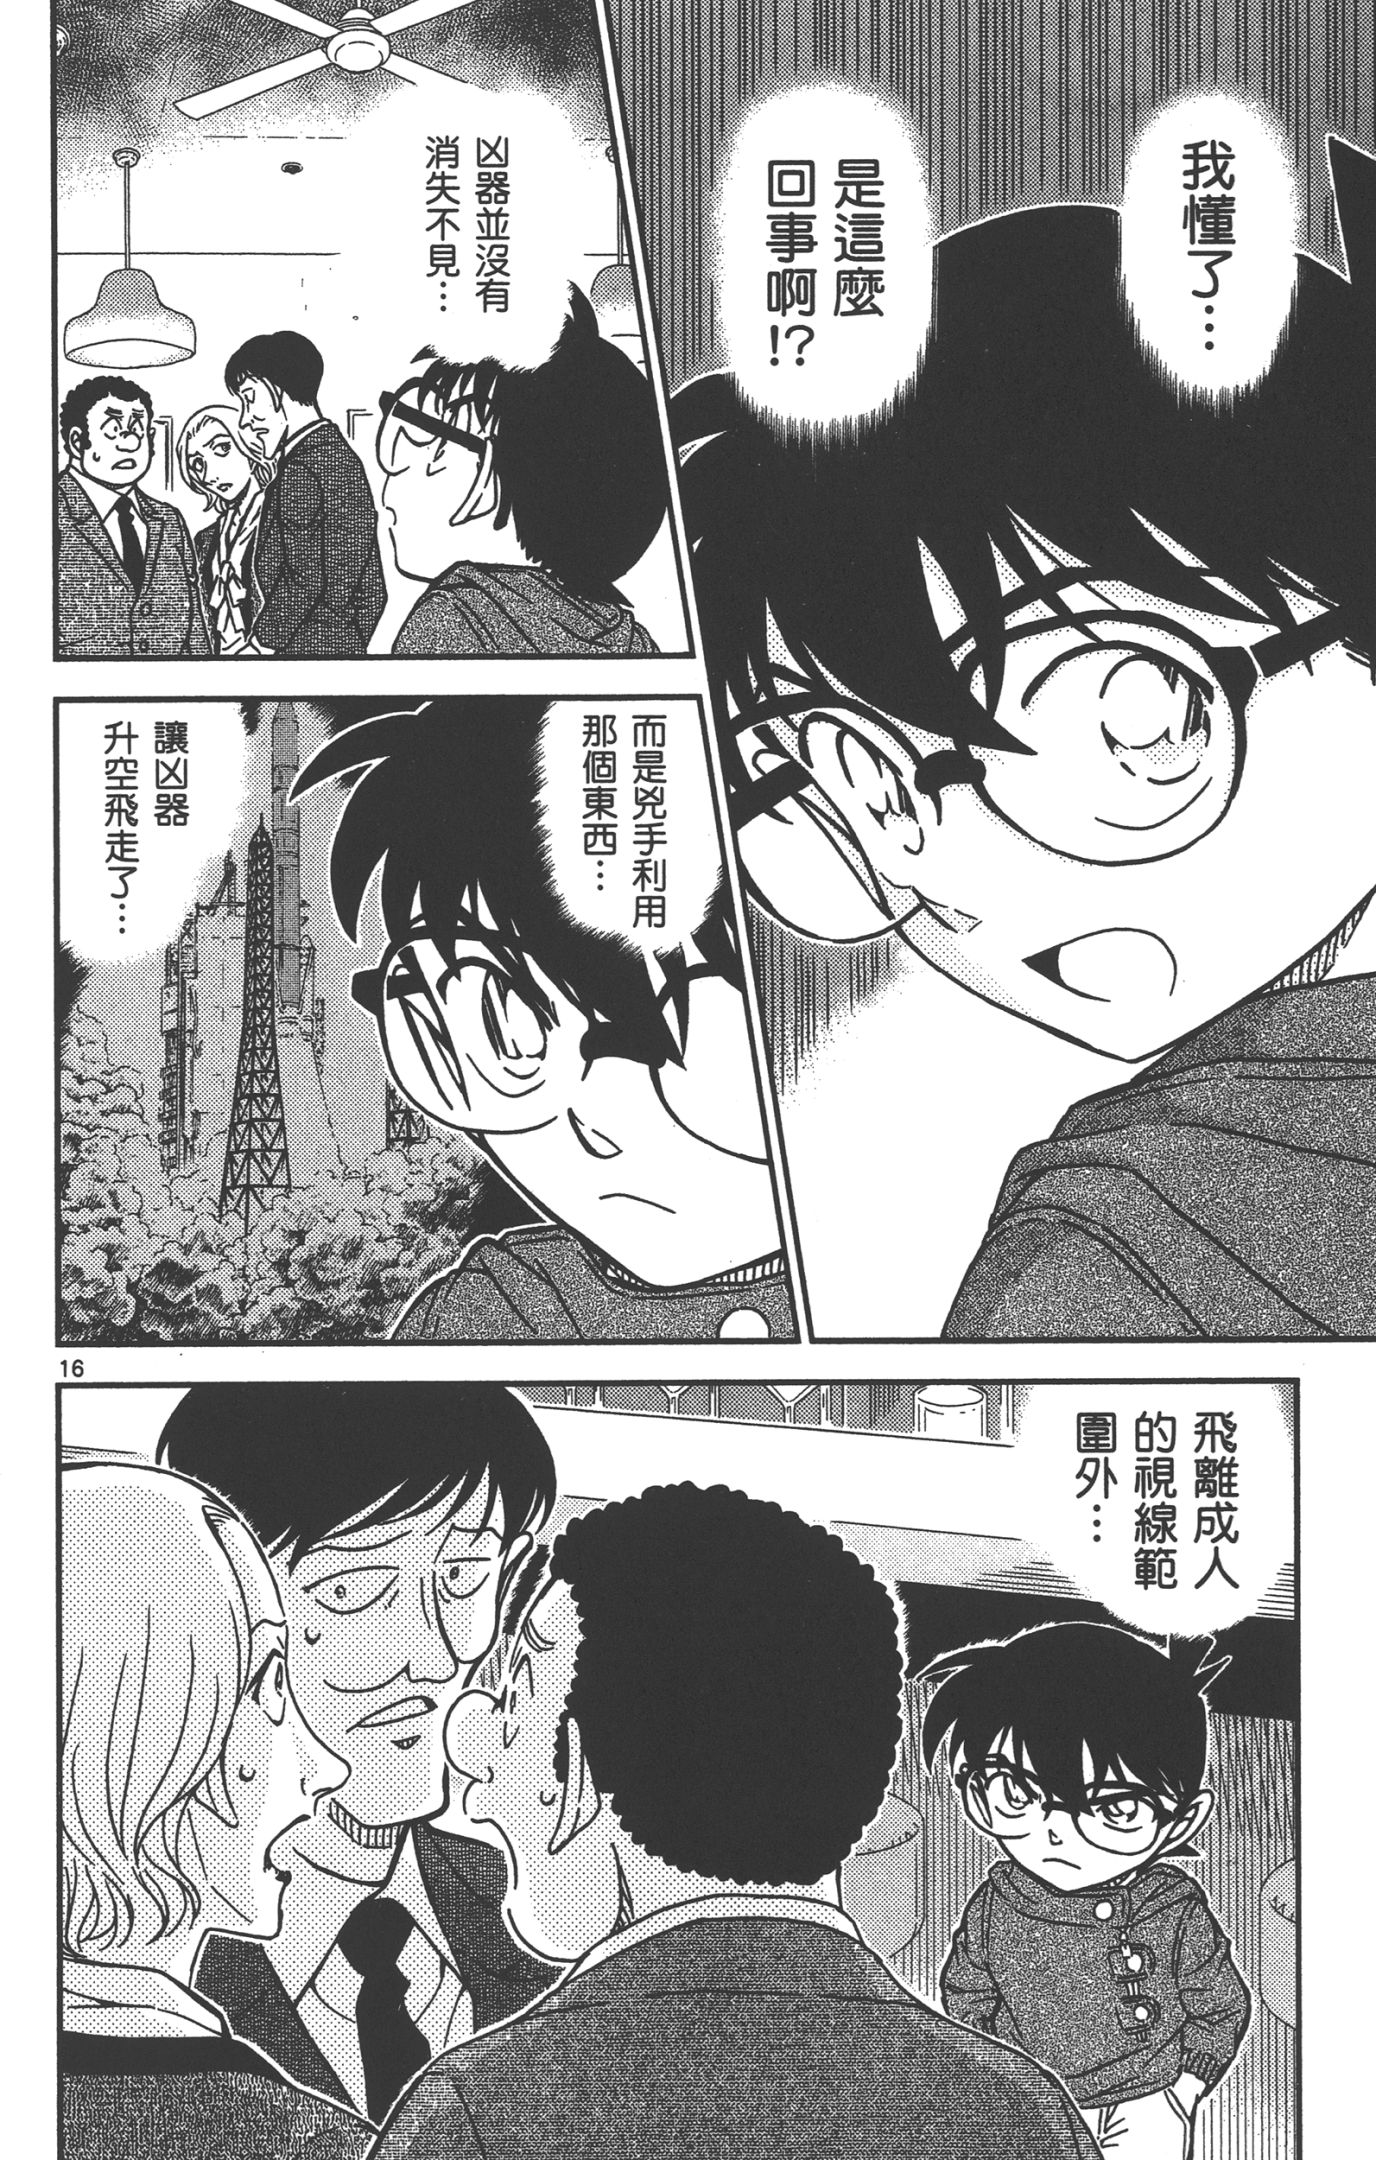 我懂了…
是這麼
回事啊!?
凶器並沒有
消失不見…
而是兇手利用
那個東西…
讓凶器
升空飛走了…
16
飛離成人
的視線範
圍外…